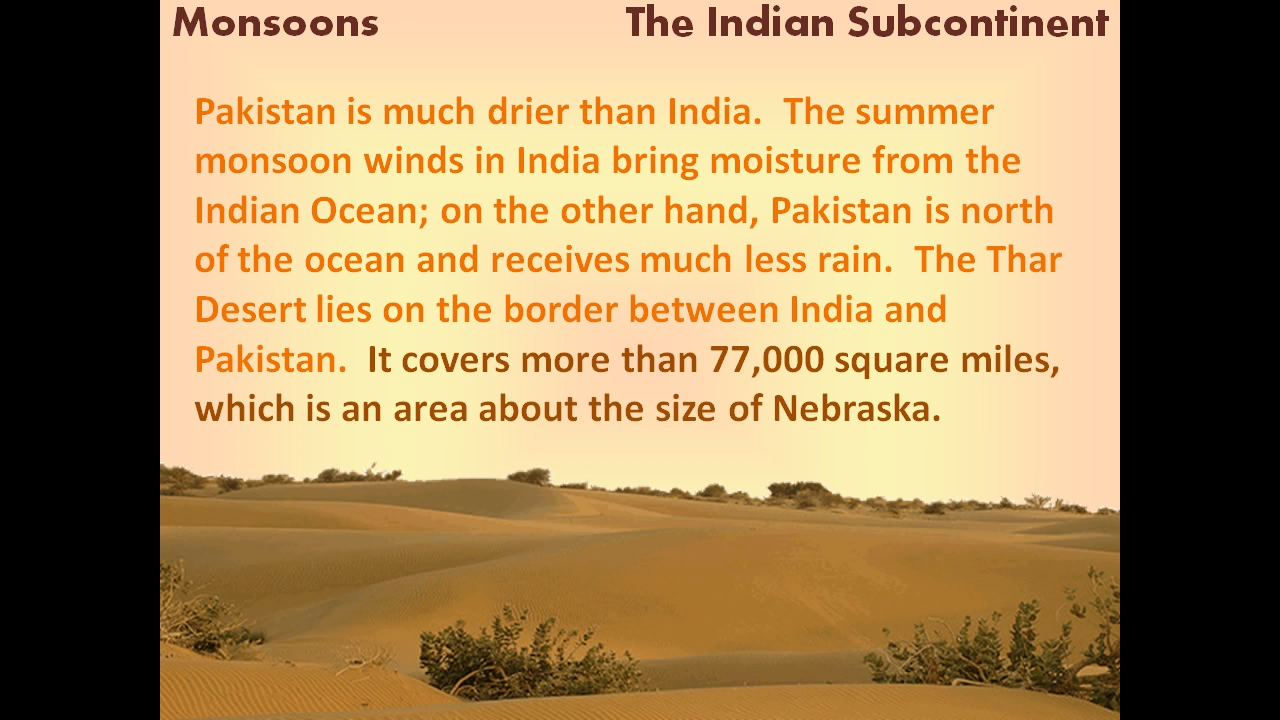 Monsoons The Indian Subcontinent
Pakistan is much drier than India.  The summer
monsoon winds in India bring moisture from the
Indian Ocean; on the other hand, Pakistan is north
of the ocean and receives much less rain.  The Thar
Desert lies on the border between India and
Pakistan.  It covers more than 77,000 square miles,
which is an area about the size of Nebraska.